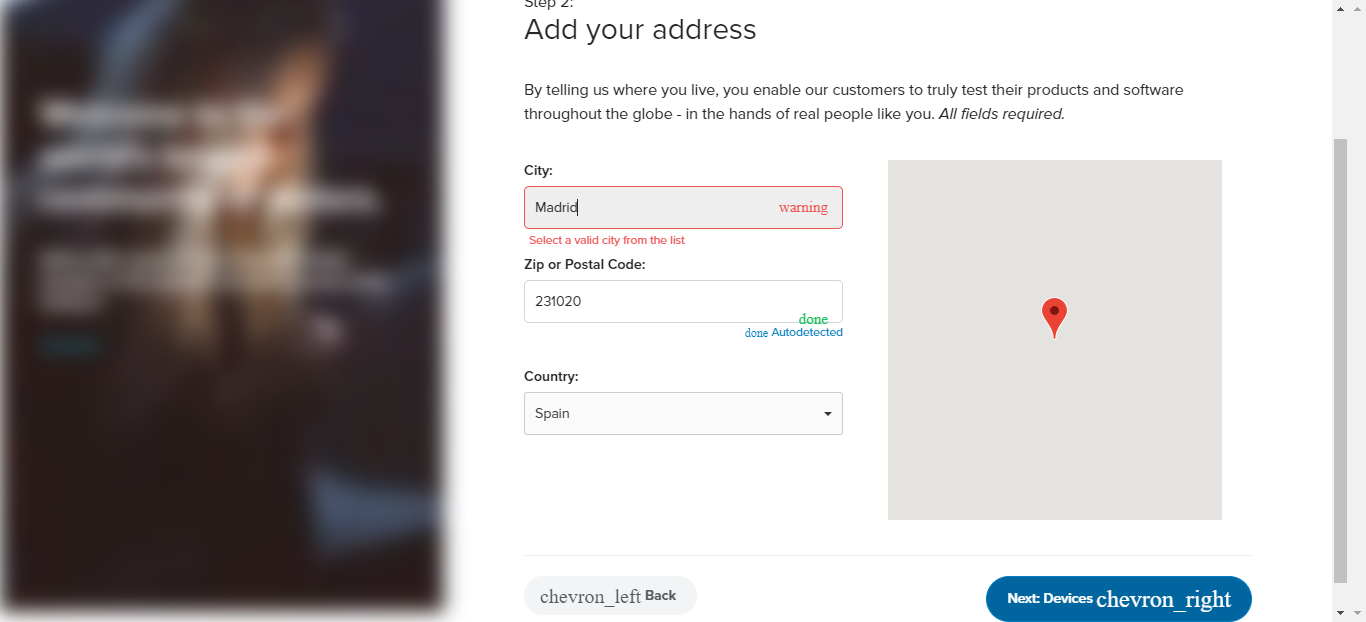 Step 2:
Add your address
By telling us where you live, you enable our customers to truly test their products and software
throughout the globe - in the hands of real people like you. All fields required.
City:
Madrid
warning
Select a valid city from the list
Zip or Postal Code:
231020
done
done Autodetected
Country:
Spain
chevron_left Back
Next: Devices chevron_right